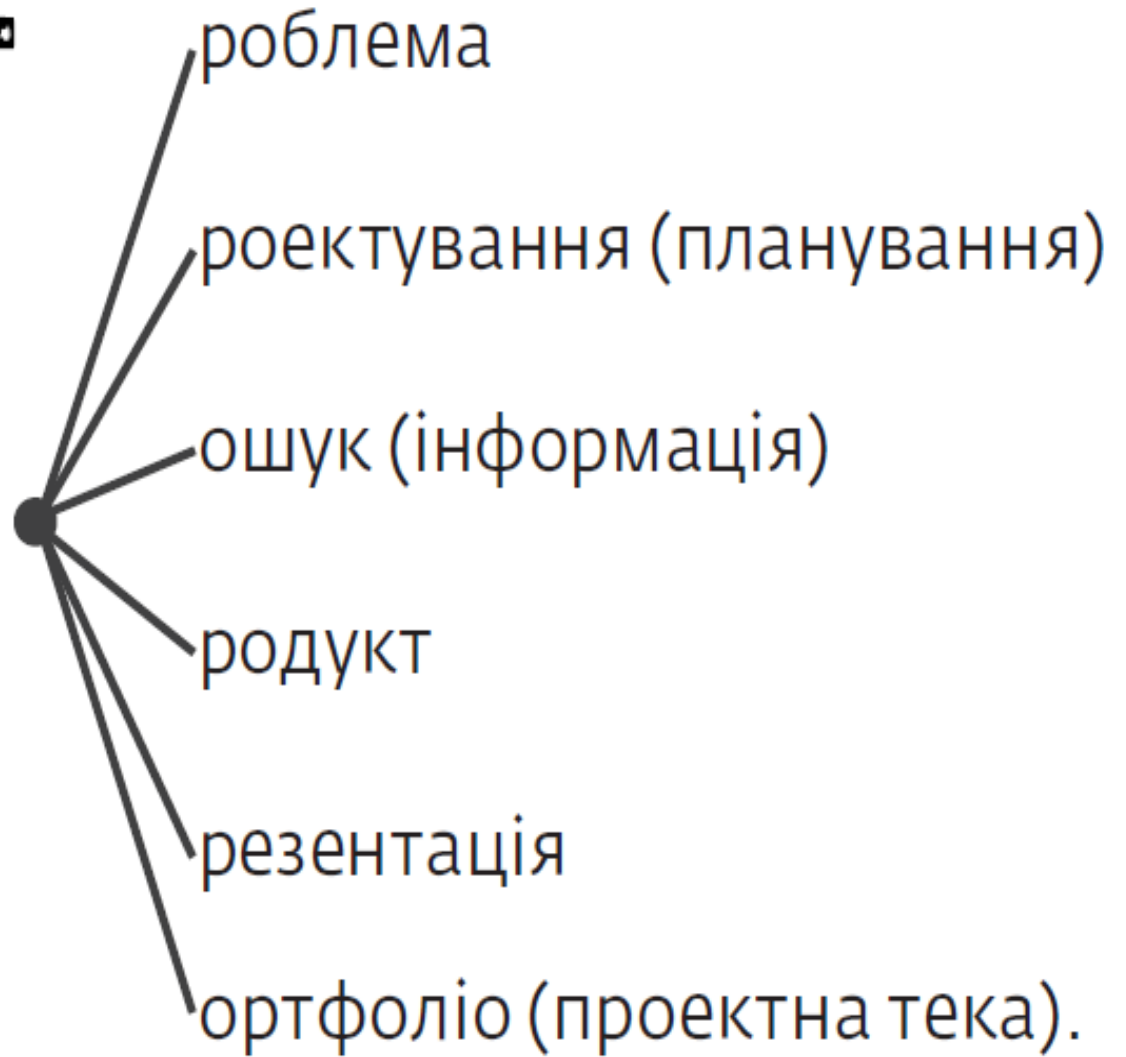 роблема
роектування (планування)
ошук (інформація)
родукт
резентація
ортфоліо (проектна тека).